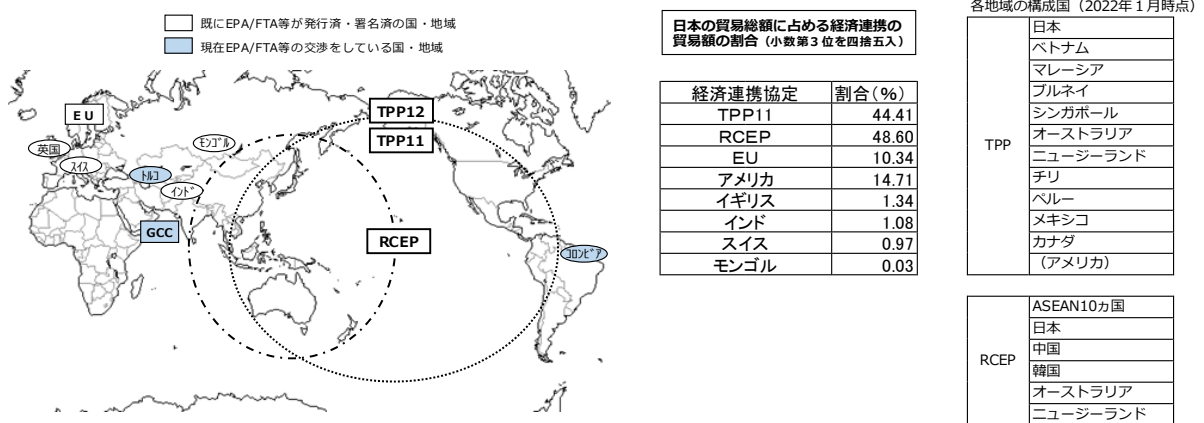 既にEPA/FTA等が発行済・署名済の国・地域
現在EPA/FTA等の交渉をしている国・地域
EU
英国
スイス
トルコ
モンゴル
インド
GCC
TPP12
TPP11
RCEP
コロンビア
日本の貿易総額に占める経済連携の
貿易額の割合（小数第３位を四捨五入）
経済連携協定 割合(%)
TPP11 44.41
RCEP 48.60
EU 10.34
アメリカ 14.71
イギリス 1.34
インド 1.08
スイス 0.97
モンゴル 0.03
各地域の構成国（2022年１月時点）
TPP
日本
ベトナム
マレーシア
ブルネイ
シンガポール
オーストラリア
ニュージーランド
チリ
ペルー
メキシコ
カナダ
（アメリカ）
RCEP
ASEAN10ヵ国
日本
中国
韓国
オーストラリア
ニュージーランド